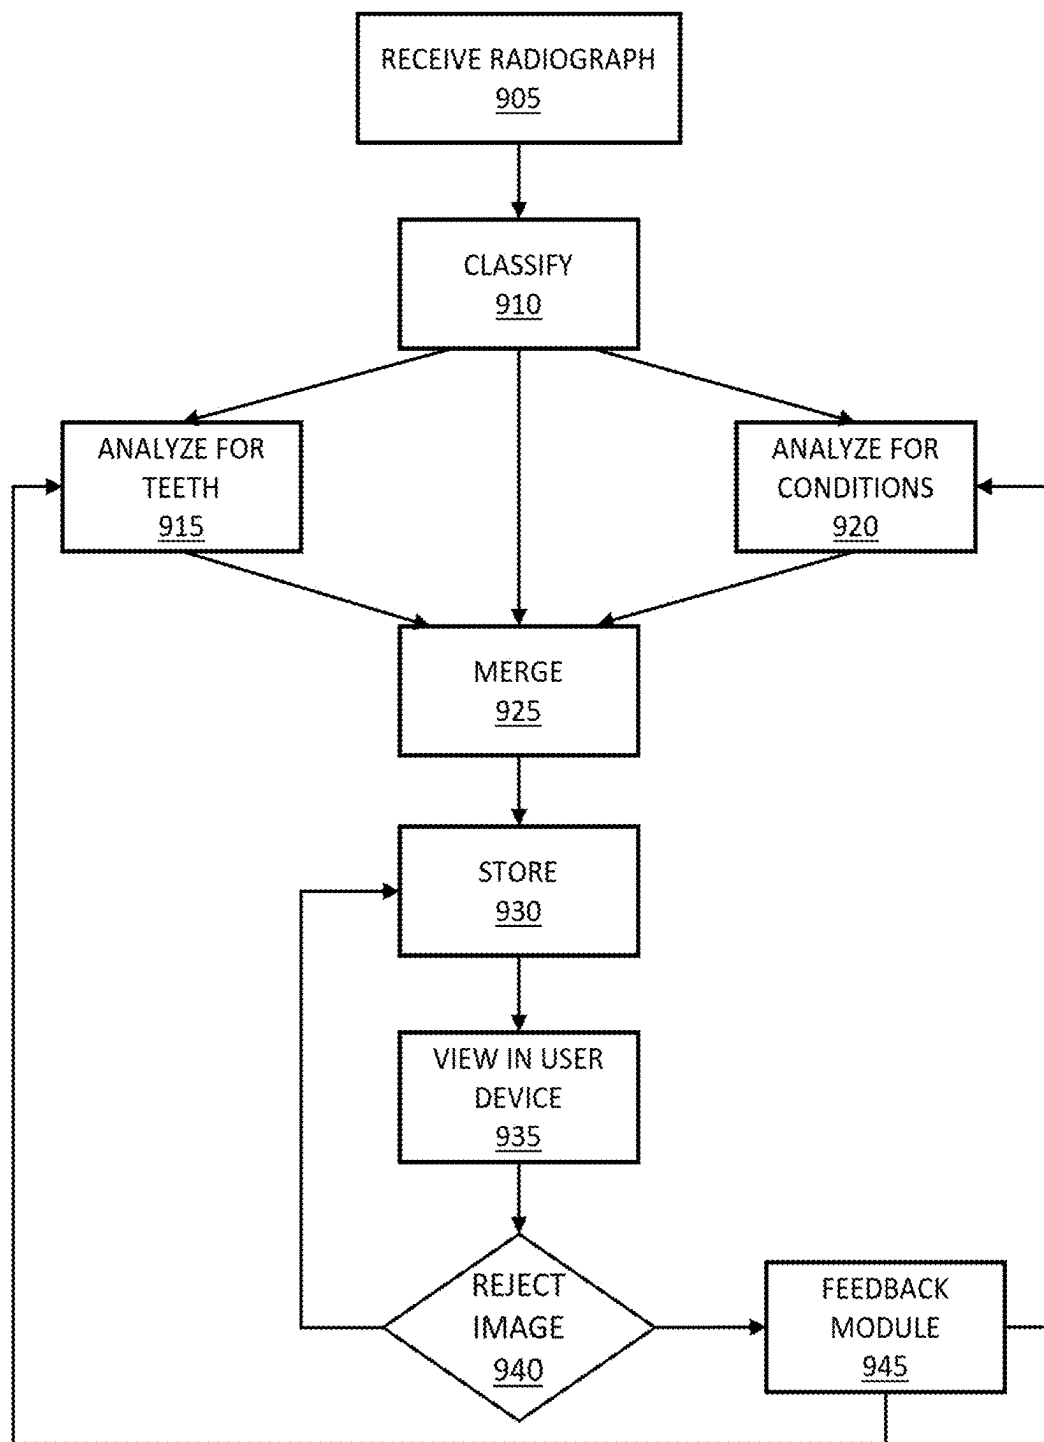 RECEIVE RADIOGRAPH
905
CLASSIFY
910
ANALYZE FOR
TEETH
915
ANALYZE FOR
CONDITIONS
920
MERGE
925
STORE
930
VIEW IN USER
DEVICE
935
REJECT
IMAGE
940
FEEDBACK
MODULE
945